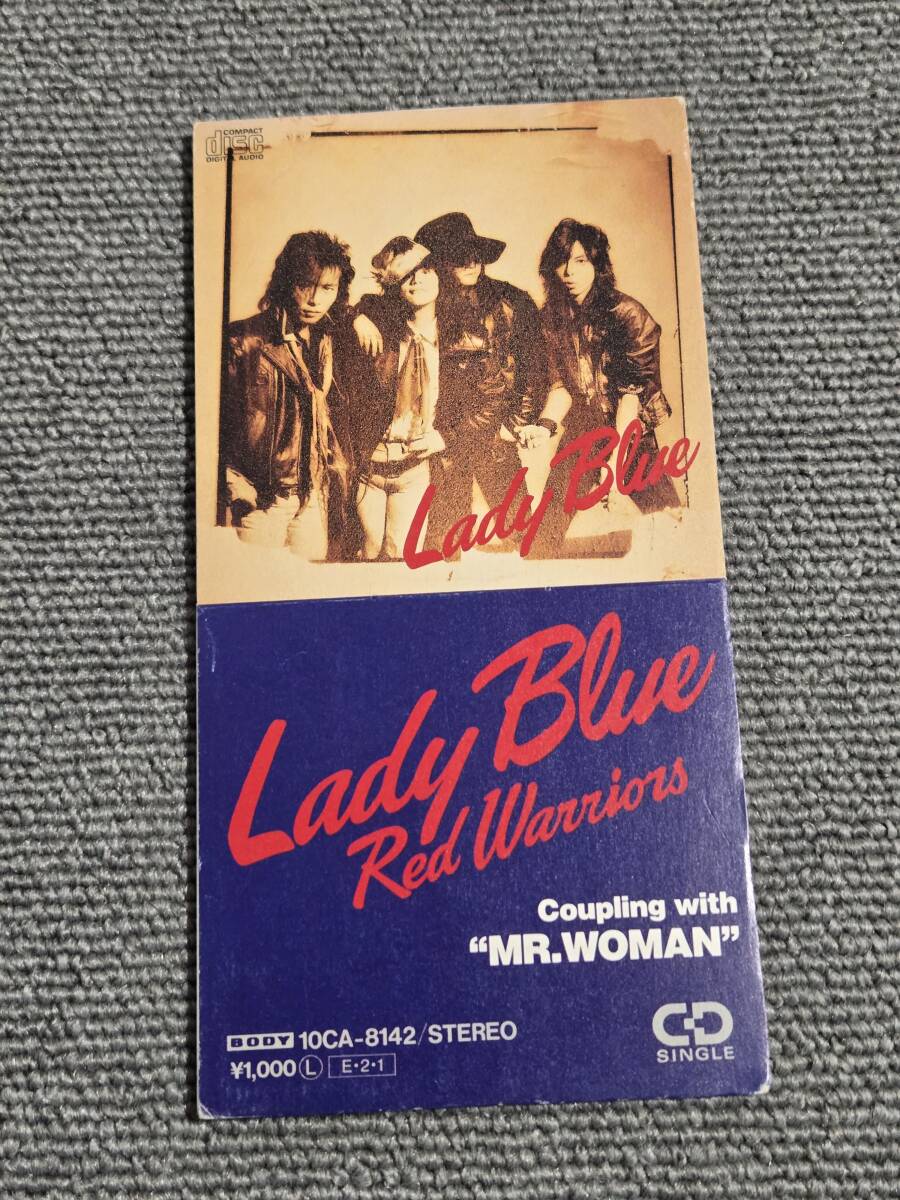 COMPACT
disc
DIGITAL AUDIO
Lady Blue
Lady Blue
Red Warriors
Coupling with
“MR.WOMAN”
BODY 10CA-8142/STEREO
¥1,000 Ⓛ E・2・1
CD
SINGLE